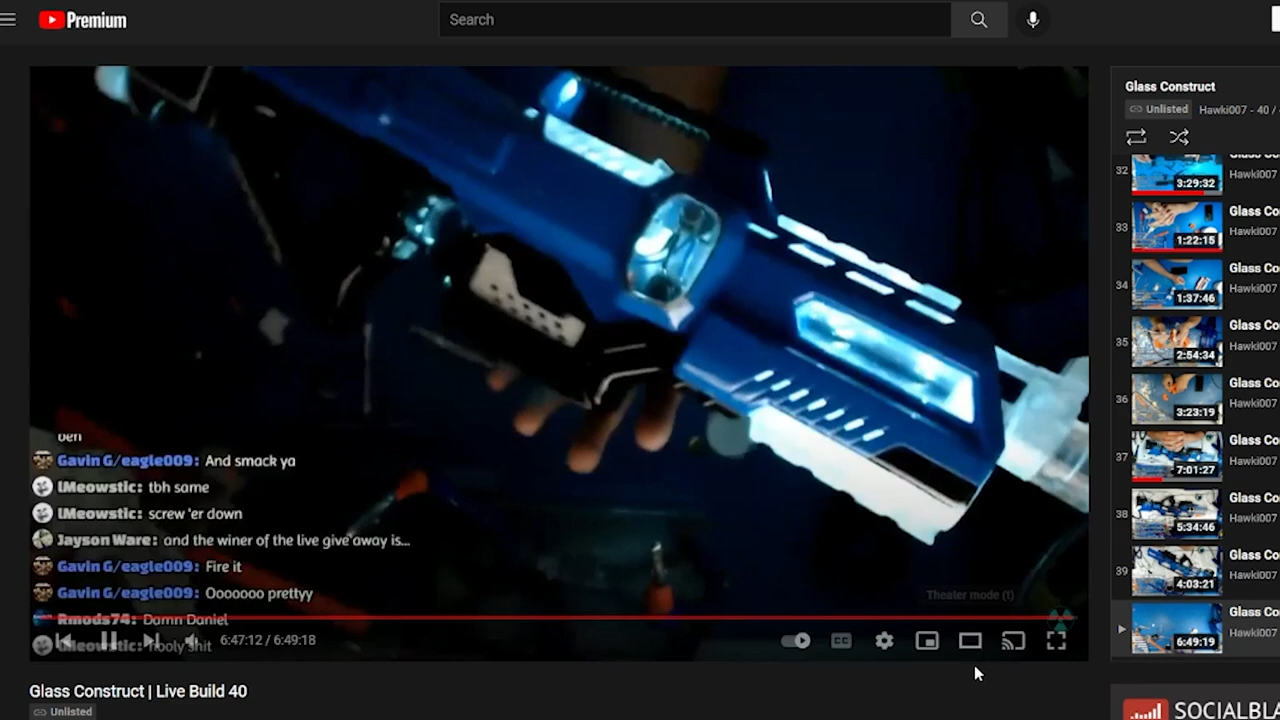 Premium
Search
Glass Construct
Unlisted
Hawki007 - 40 /
32
3:29:32
Hawki007
33
1:22:15
Glass Co
Hawki007
34
1:37:46
Glass Co
Hawki007
35
2:54:34
Glass Co
Hawki007
36
3:23:19
Glass Co
Hawki007
37
7:01:27
Glass Co
Hawki007
38
5:34:46
Glass Co
Hawki007
39
4:03:21
Glass Co
Hawki007
6:49:19
Glass Co
Hawki007
Gavin G/eagle009: And smack ya
lMeowstic: tbh same
lMeowstic: screw 'er down
Jayson Ware: and the winer of the live give away is...
Gavin G/eagle009: Fire it
Gavin G/eagle009: Ooooooo prettyy
Theater mode (t)
Rmods74: Damn Daniel
6:47:12 / 6:49:18
CC
Glass Construct | Live Build 40
Unlisted
SOCIALBLA